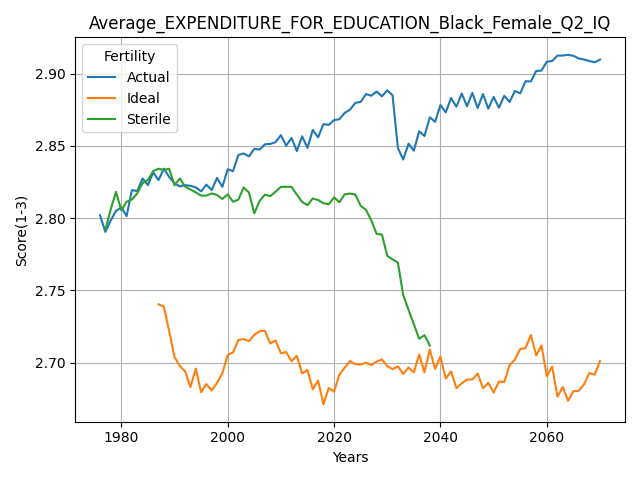 Average_EXPENDITURE_FOR_EDUCATION_Black_Female_Q2_IQ
Fertility
Actual
Ideal
Sterile
Score(1-3)
2.90
2.85
2.80
2.75
2.70
1980 2000 2020 2040 2060
Years